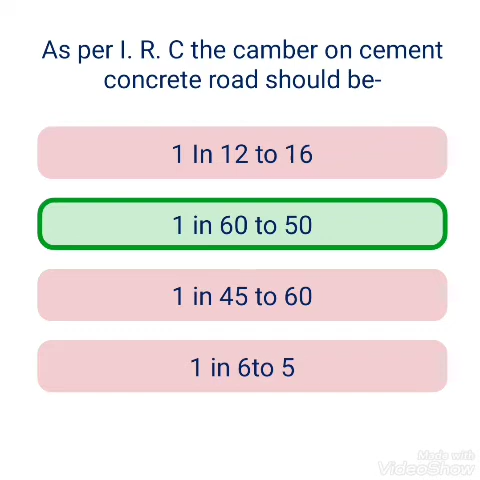 As per I. R. C the camber on cement
concrete road should be-
1 In 12 to 16
1 in 60 to 50
1 in 45 to 60
1 in 6to 5
Made with
VideoShow